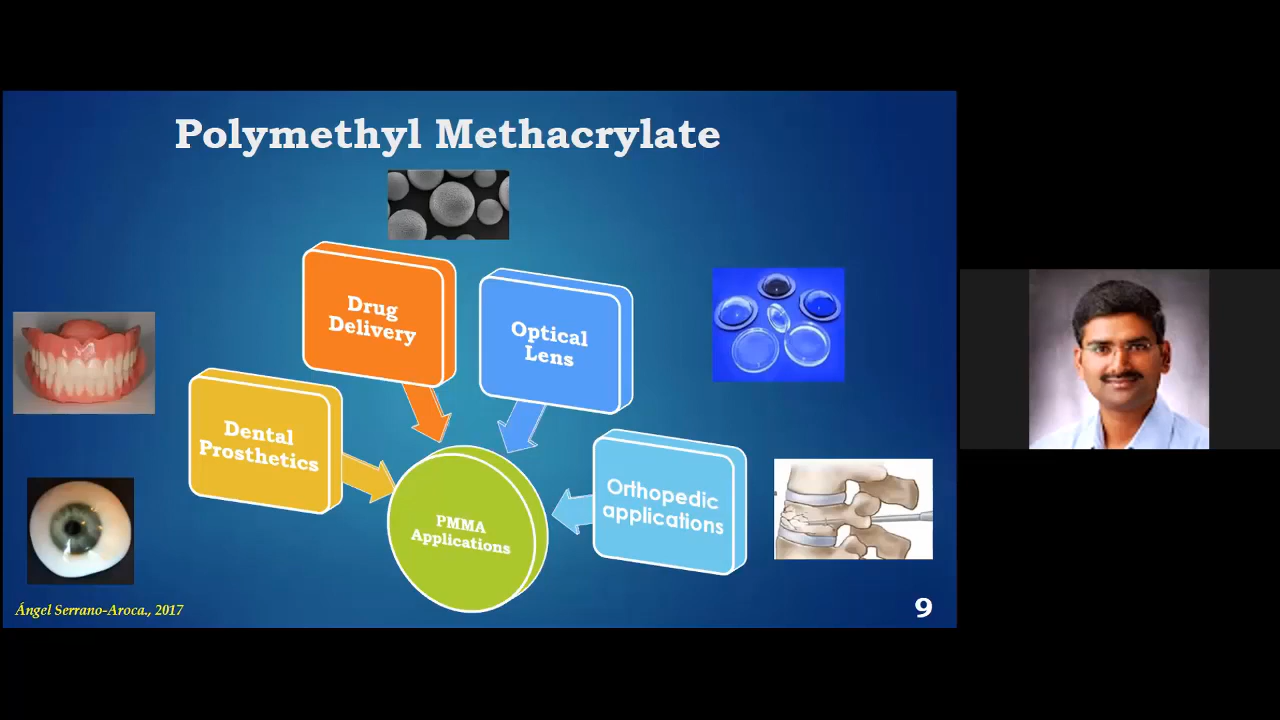 Polymethyl Methacrylate
Drug
Delivery
Optical
Lens
Dental
Prosthetics
Orthopedic
applications
PMMA
Applications
Ángel Serrano-Aroca., 2017
9